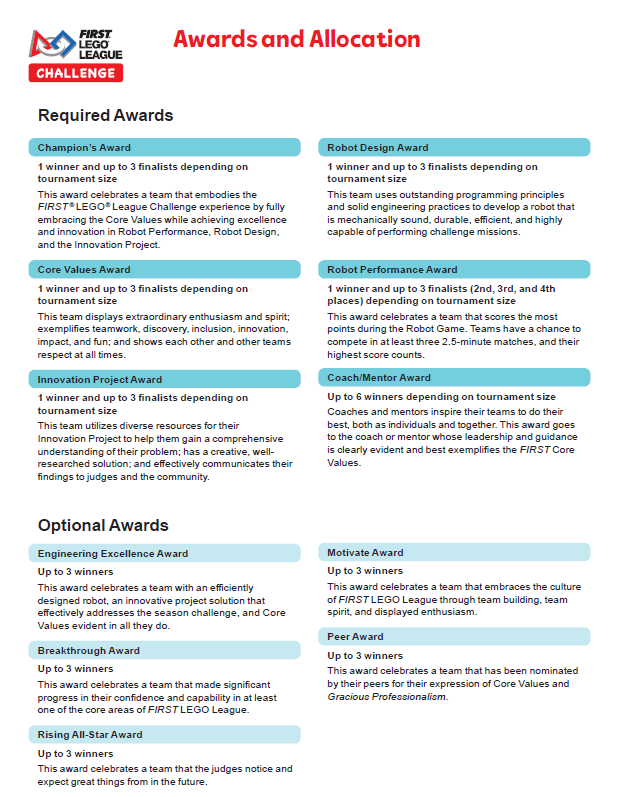 FIRST
LEGO
LEAGUE
CHALLENGE
Awards and Allocation
Required Awards
Champion's Award
1 winner and up to 3 finalists depending on
tournament size
This award celebrates a team that embodies the
FIRST® LEGO® League Challenge experience by fully
embracing the Core Values while achieving excellence
and innovation in Robot Performance, Robot Design,
and the Innovation Project.
Core Values Award
1 winner and up to 3 finalists depending on
tournament size
This team displays extraordinary enthusiasm and spirit;
exemplifies teamwork, discovery, inclusion, innovation,
impact, and fun; and shows each other and other teams
respect at all times.
Innovation Project Award
1 winner and up to 3 finalists depending on
tournament size
This team utilizes diverse resources for their
Innovation Project to help them gain a comprehensive
understanding of their problem; has a creative, well-
researched solution; and effectively communicates their
findings to judges and the community.
Robot Design Award
1 winner and up to 3 finalists depending on
tournament size
This team uses outstanding programming principles
and solid engineering practices to develop a robot that
is mechanically sound, durable, efficient, and highly
capable of performing challenge missions.
Robot Performance Award
1 winner and up to 3 finalists (2nd, 3rd, and 4th
places) depending on tournament size
This award celebrates a team that scores the most
points during the Robot Game. Teams have a chance to
compete in at least three 2.5-minute matches, and their
highest score counts.
Coach/Mentor Award
Up to 6 winners depending on tournament size
Coaches and mentors inspire their teams to do their
best, both as individuals and together. This award goes
to the coach or mentor whose leadership and guidance
is clearly evident and best exemplifies the FIRST Core
Values.
Optional Awards
Engineering Excellence Award
Up to 3 winners
This award celebrates a team with an efficiently
designed robot, an innovative project solution that
effectively addresses the season challenge, and Core
Values evident in all they do.
Breakthrough Award
Up to 3 winners
This award celebrates a team that made significant
progress in their confidence and capability in at least
one of the core areas of FIRST LEGO League.
Rising All-Star Award
Up to 3 winners
This award celebrates a team that the judges notice and
expect great things from in the future.
Motivate Award
Up to 3 winners
This award celebrates a team that embraces the culture
of FIRST LEGO League through team building, team
spirit, and displayed enthusiasm.
Peer Award
Up to 3 winners
This award celebrates a team that has been nominated
by their peers for their expression of Core Values and
Gracious Professionalism.